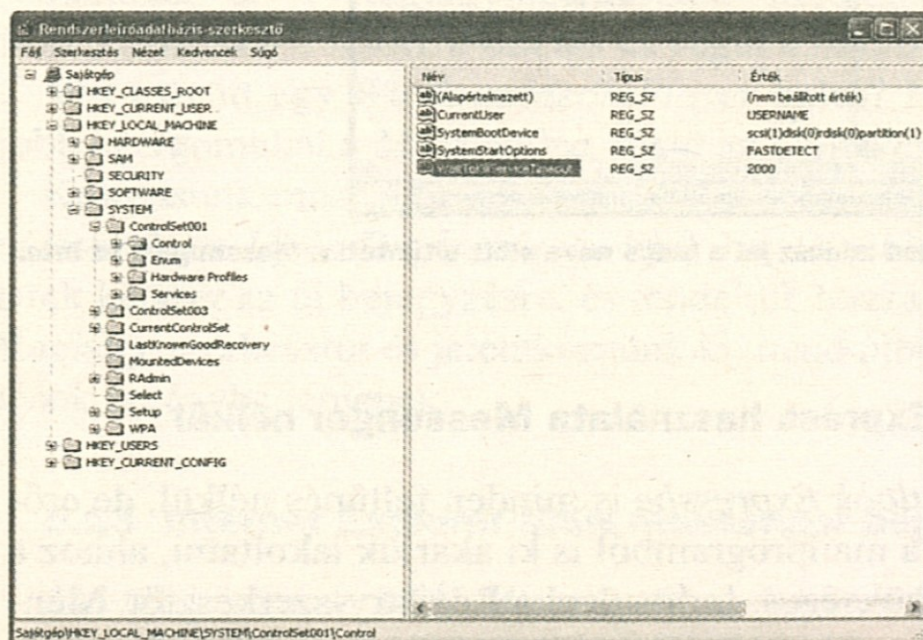 Rendszerleíróadatbázis-szerkesztő
Fájl Szerkesztés Nézet Kedvencek Súgó
Sajátgép
HKEY_CLASSES_ROOT
HKEY_CURRENT_USER
HKEY_LOCAL_MACHINE
HARDWARE
SAM
SECURITY
SOFTWARE
SYSTEM
ControlSet001
Control
Enum
Hardware Profiles
Services
ControlSet003
CurrentControlSet
LastKnownGoodRecovery
MountedDevices
RAdmin
Select
Setup
WPA
HKEY_USERS
HKEY_CURRENT_CONFIG
Név Típus Érték
(Alapértelmezett) REG_SZ (nem beállított érték)
CurrentUser REG_SZ USERNAME
SystemBootDevice REG_SZ scsi(1)disk(0)rdisk(0)partition(1)
SystemStartOptions REG_SZ FASTDETECT
WaitToKillServiceTimeout REG_SZ 2000
Sajátgép\HKEY_LOCAL_MACHINE\SYSTEM\ControlSet001\Control